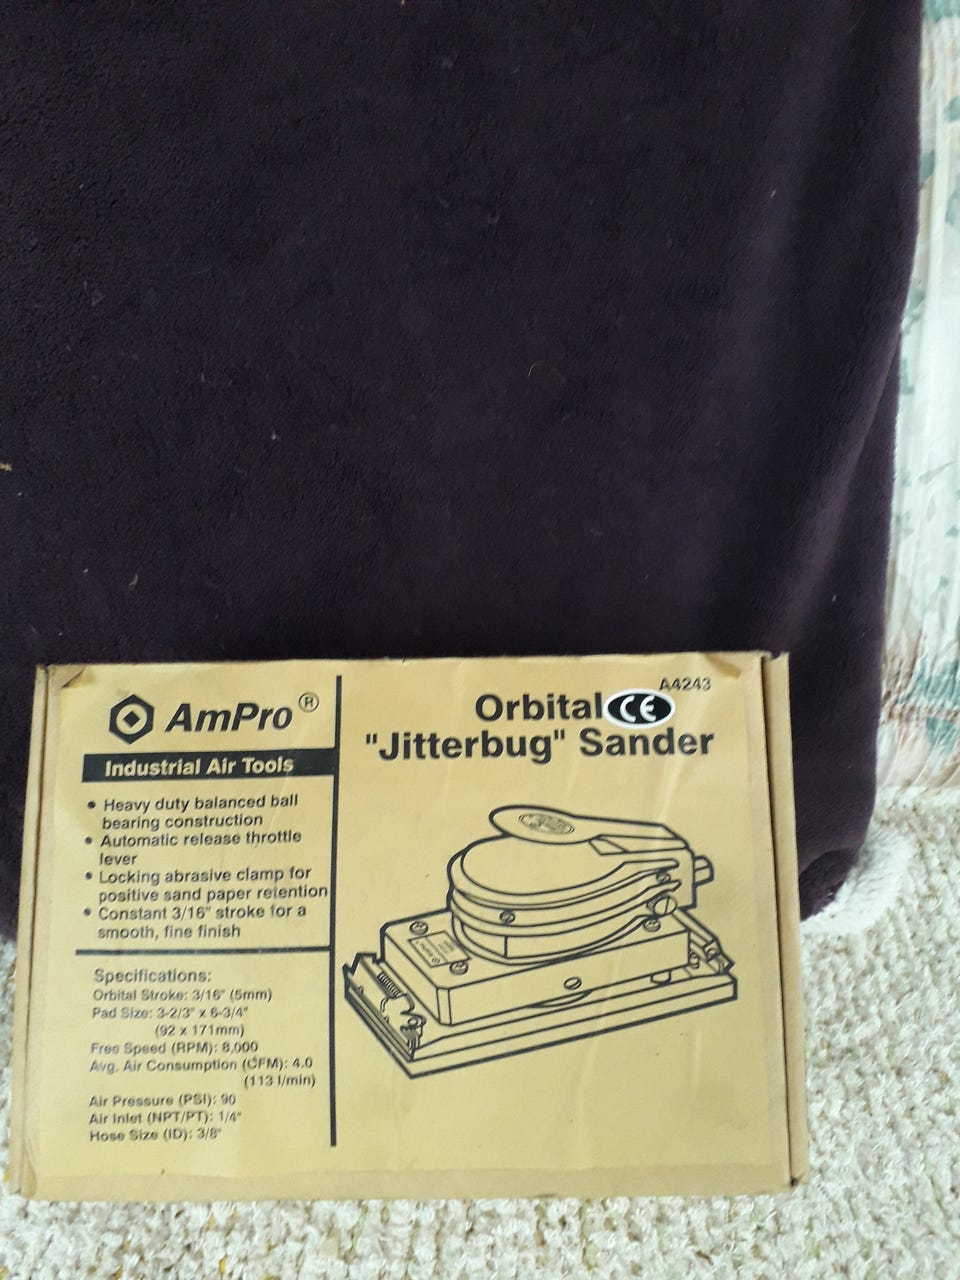 AmPro®
Industrial Air Tools
• Heavy duty balanced ball
bearing construction
• Automatic release throttle
lever
• Locking abrasive clamp for
positive sand paper retention
• Constant 3/16" stroke for a
smooth, fine finish
Specifications:
Orbital Stroke: 3/16" (5mm)
Pad Size: 3-2/3" x 6-3/4"
(92 x 171mm)
Free Speed (RPM): 8,000
Avg. Air Consumption (CFM): 4.0
(113 l/min)
Air Pressure (PSI): 90
Air Inlet (NPT/PT): 1/4"
Hose Size (ID): 3/8"
A4243
Orbital CE
"Jitterbug" Sander